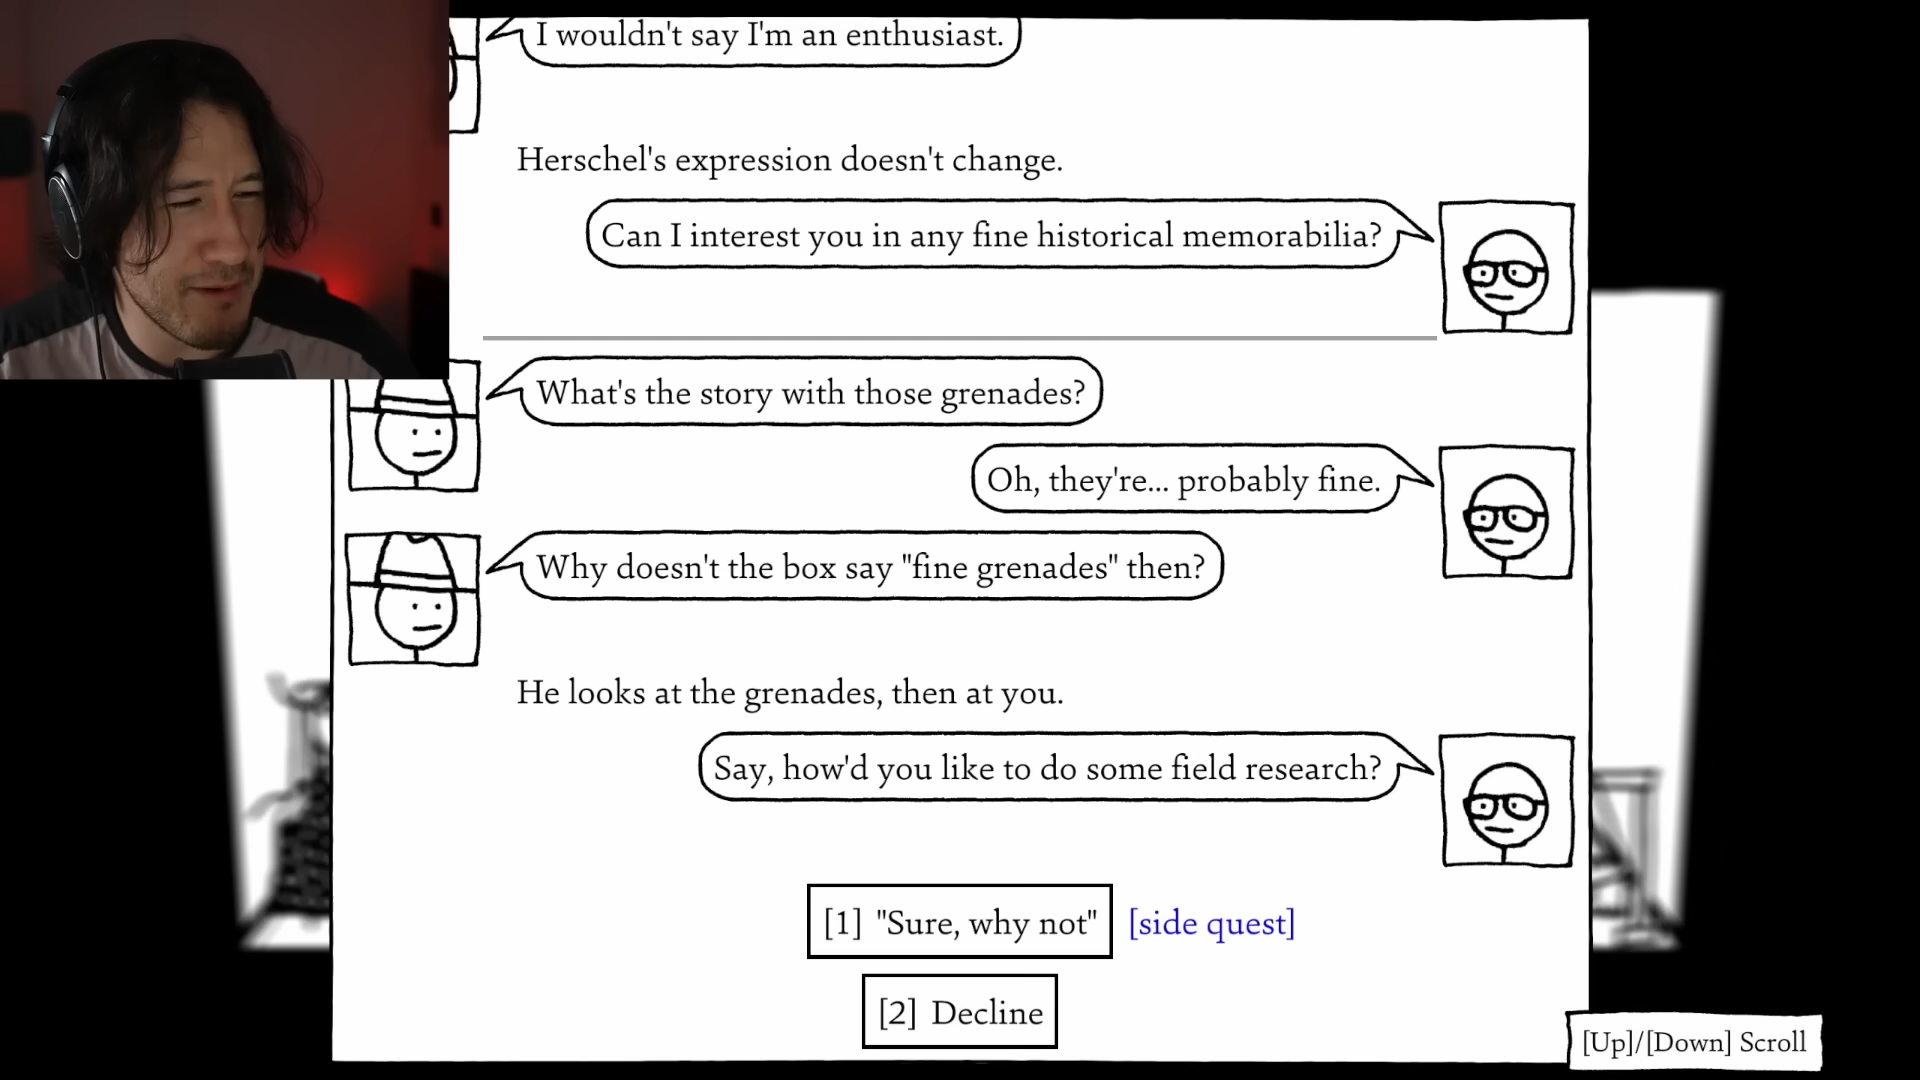 I wouldn't say I'm an enthusiast.
Herschel's expression doesn't change.
Can I interest you in any fine historical memorabilia?
What's the story with those grenades?
Oh, they're... probably fine.
Why doesn't the box say "fine grenades" then?
He looks at the grenades, then at you.
Say, how'd you like to do some field research?
[1] "Sure, why not" [side quest]
[2] Decline
[Up]/[Down] Scroll